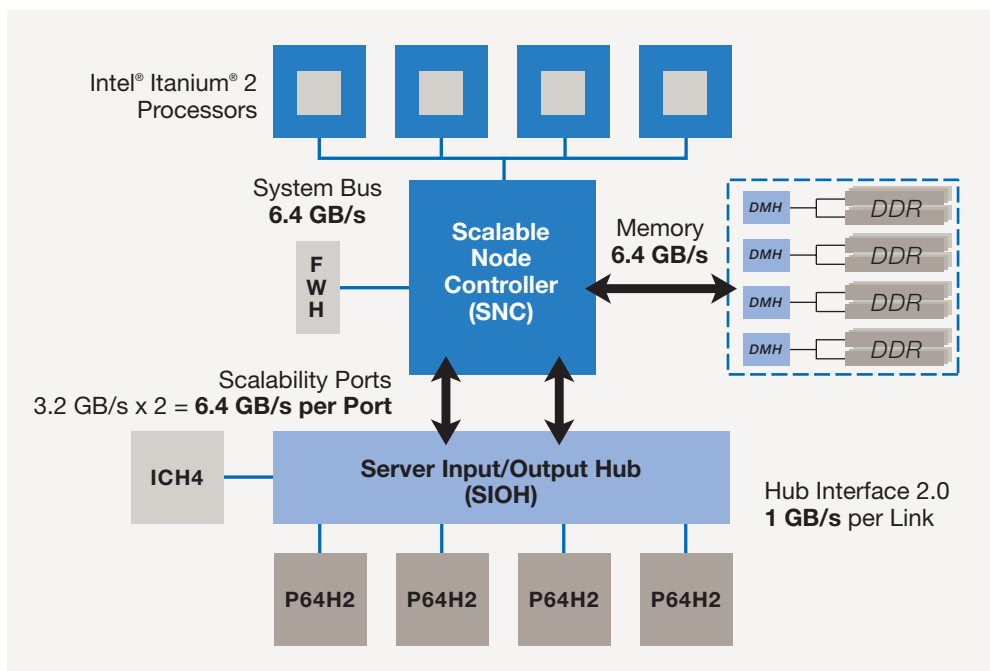 Intel® Itanium® 2
Processors
System Bus
6.4 GB/s
F
W
H
Scalable
Node
Controller
(SNC)
Memory
6.4 GB/s
DMH
DDR
DMH
DDR
DMH
DDR
DMH
DDR
Scalability Ports
3.2 GB/s x 2 = 6.4 GB/s per Port
ICH4
Server Input/Output Hub
(SIOH)
Hub Interface 2.0
1 GB/s per Link
P64H2
P64H2
P64H2
P64H2